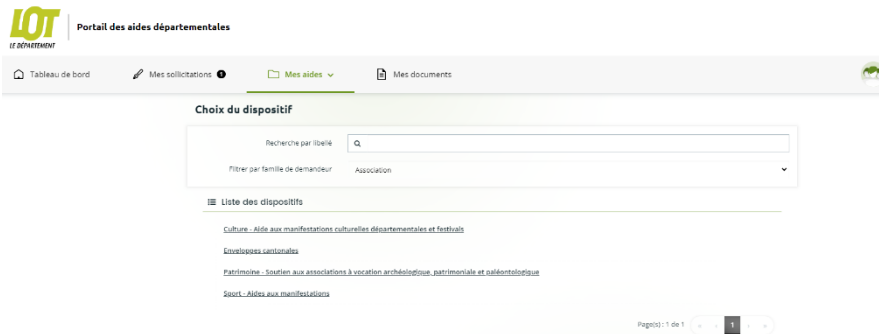 LOT
LE DÉPARTEMENT
Portail des aides départementales
Tableau de bord
Mes sollicitations 1
Mes aides
Mes documents
Choix du dispositif
Recherche par libellé
Filtrer par famille de demandeur
Association
Liste des dispositifs
Culture - Aide aux manifestations culturelles départementales et festivals
Enveloppes cantonales
Patrimoine - Soutien aux associations à vocation archéologique, patrimoniale et paléontologique
Sport - Aides aux manifestations
Page(s) : 1 de 1
« ‹ 1 › »